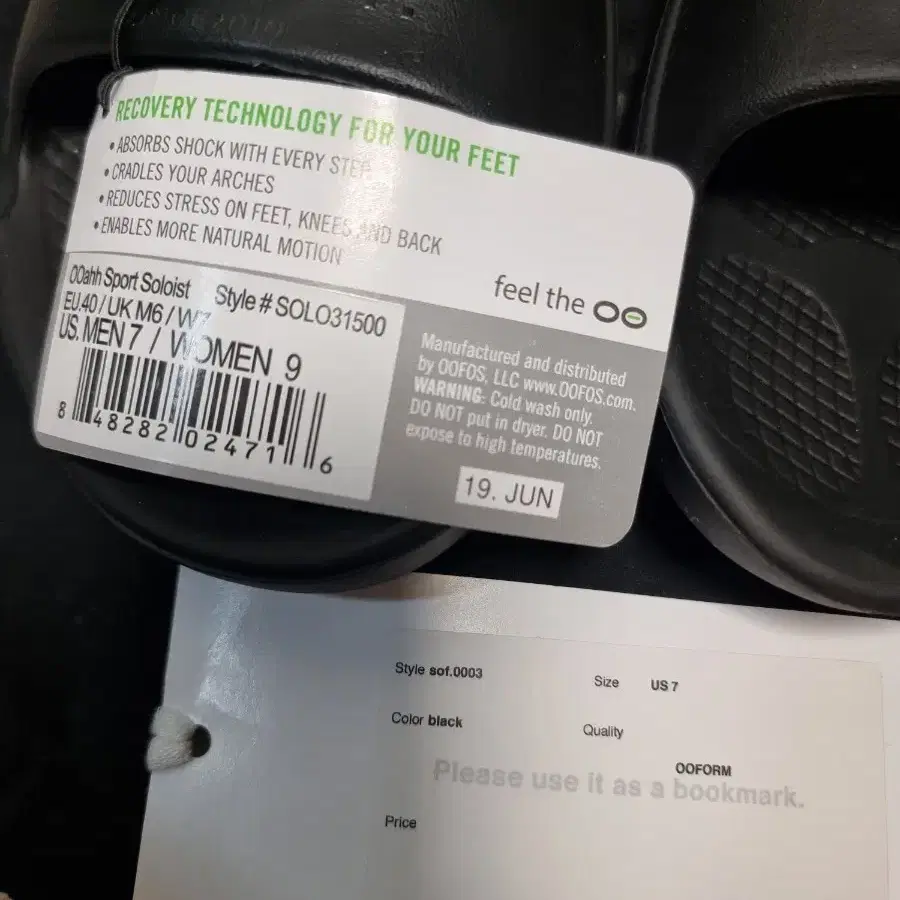 RECOVERY TECHNOLOGY FOR YOUR FEET
• ABSORBS SHOCK WITH EVERY STEP
• CRADLES YOUR ARCHES
• REDUCES STRESS ON FEET, KNEES AND BACK
• ENABLES MORE NATURAL MOTION
feel the OO
OOahh Sport Soloist Style # SOLO31500
EU.40 / UK M6 / W7
US. MEN 7 / WOMEN 9
8 48282 02471 6
Manufactured and distributed
by OOFOS, LLC www.OOFOS.com.
WARNING: Cold wash only.
DO NOT put in dryer. DO NOT
expose to high temperatures.
19. JUN
Style sof.0003 Size US 7
Color black Quality
OOFORM
Please use it as a bookmark.
Price